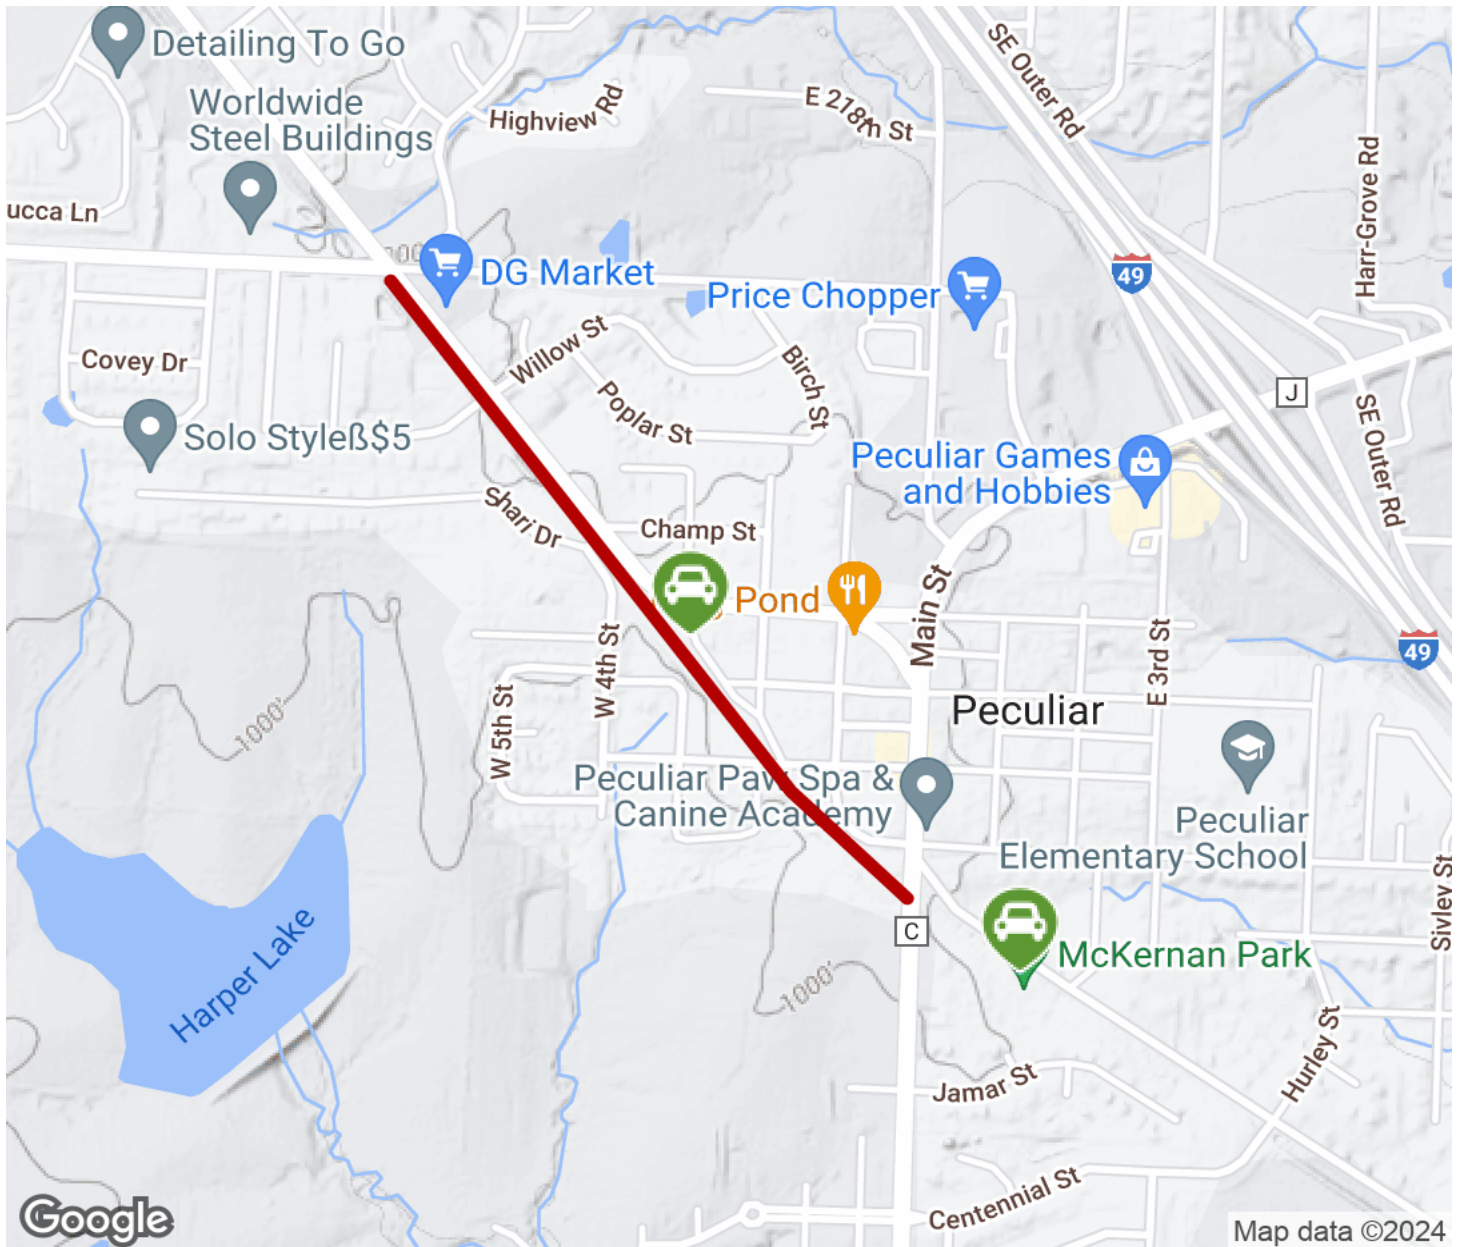 Detailing To Go
Worldwide
Steel Buildings
Highview Rd
SE Outer Rd
ucca Ln
Harr-Grove Rd
DG Market
Price Chopper
49
Willow St
Covey Dr
Birch St
J
Poplar St
SE Outer Rd
Solo Styleß$5
Peculiar Games
and Hobbies
Shari Dr
Champ St
Pond
Main St
49
W 4th St
E 3rd St
1000'
W 5th St
Peculiar
Peculiar Paw Spa &
Canine Academy
Peculiar
Elementary School
Sivley St
C
Harper Lake
McKernan Park
1000'
Jamar St
Hurley St
Centennial St
Google
Map data ©2024